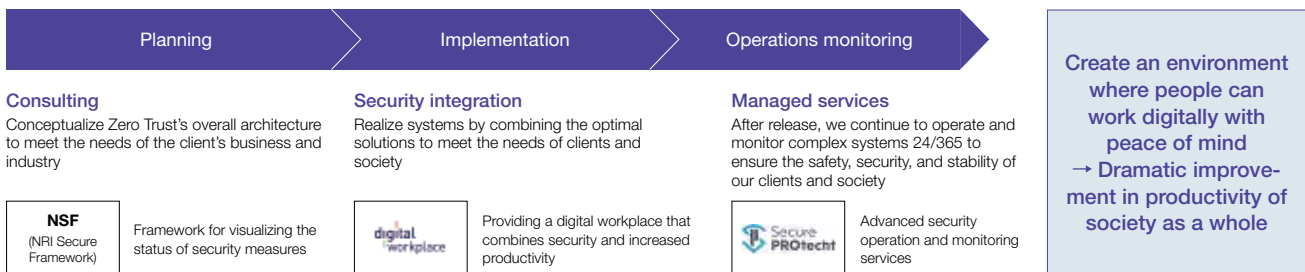 Planning
Implementation
Operations monitoring
Consulting
Conceptualize Zero Trust's overall architecture
to meet the needs of the client's business and
industry
NSF
(NRI Secure
Framework)
Framework for visualizing the
status of security measures
Security integration
Realize systems by combining the optimal
solutions to meet the needs of clients and
society
digital
workplace
Providing a digital workplace that
combines security and increased
productivity
Managed services
After release, we continue to operate and
monitor complex systems 24/365 to
ensure the safety, security, and stability of
our clients and society
Secure
PROtecht
Advanced security
operation and monitoring
services
Create an environment
where people can
work digitally with
peace of mind
→ Dramatic improve-
ment in productivity of
society as a whole